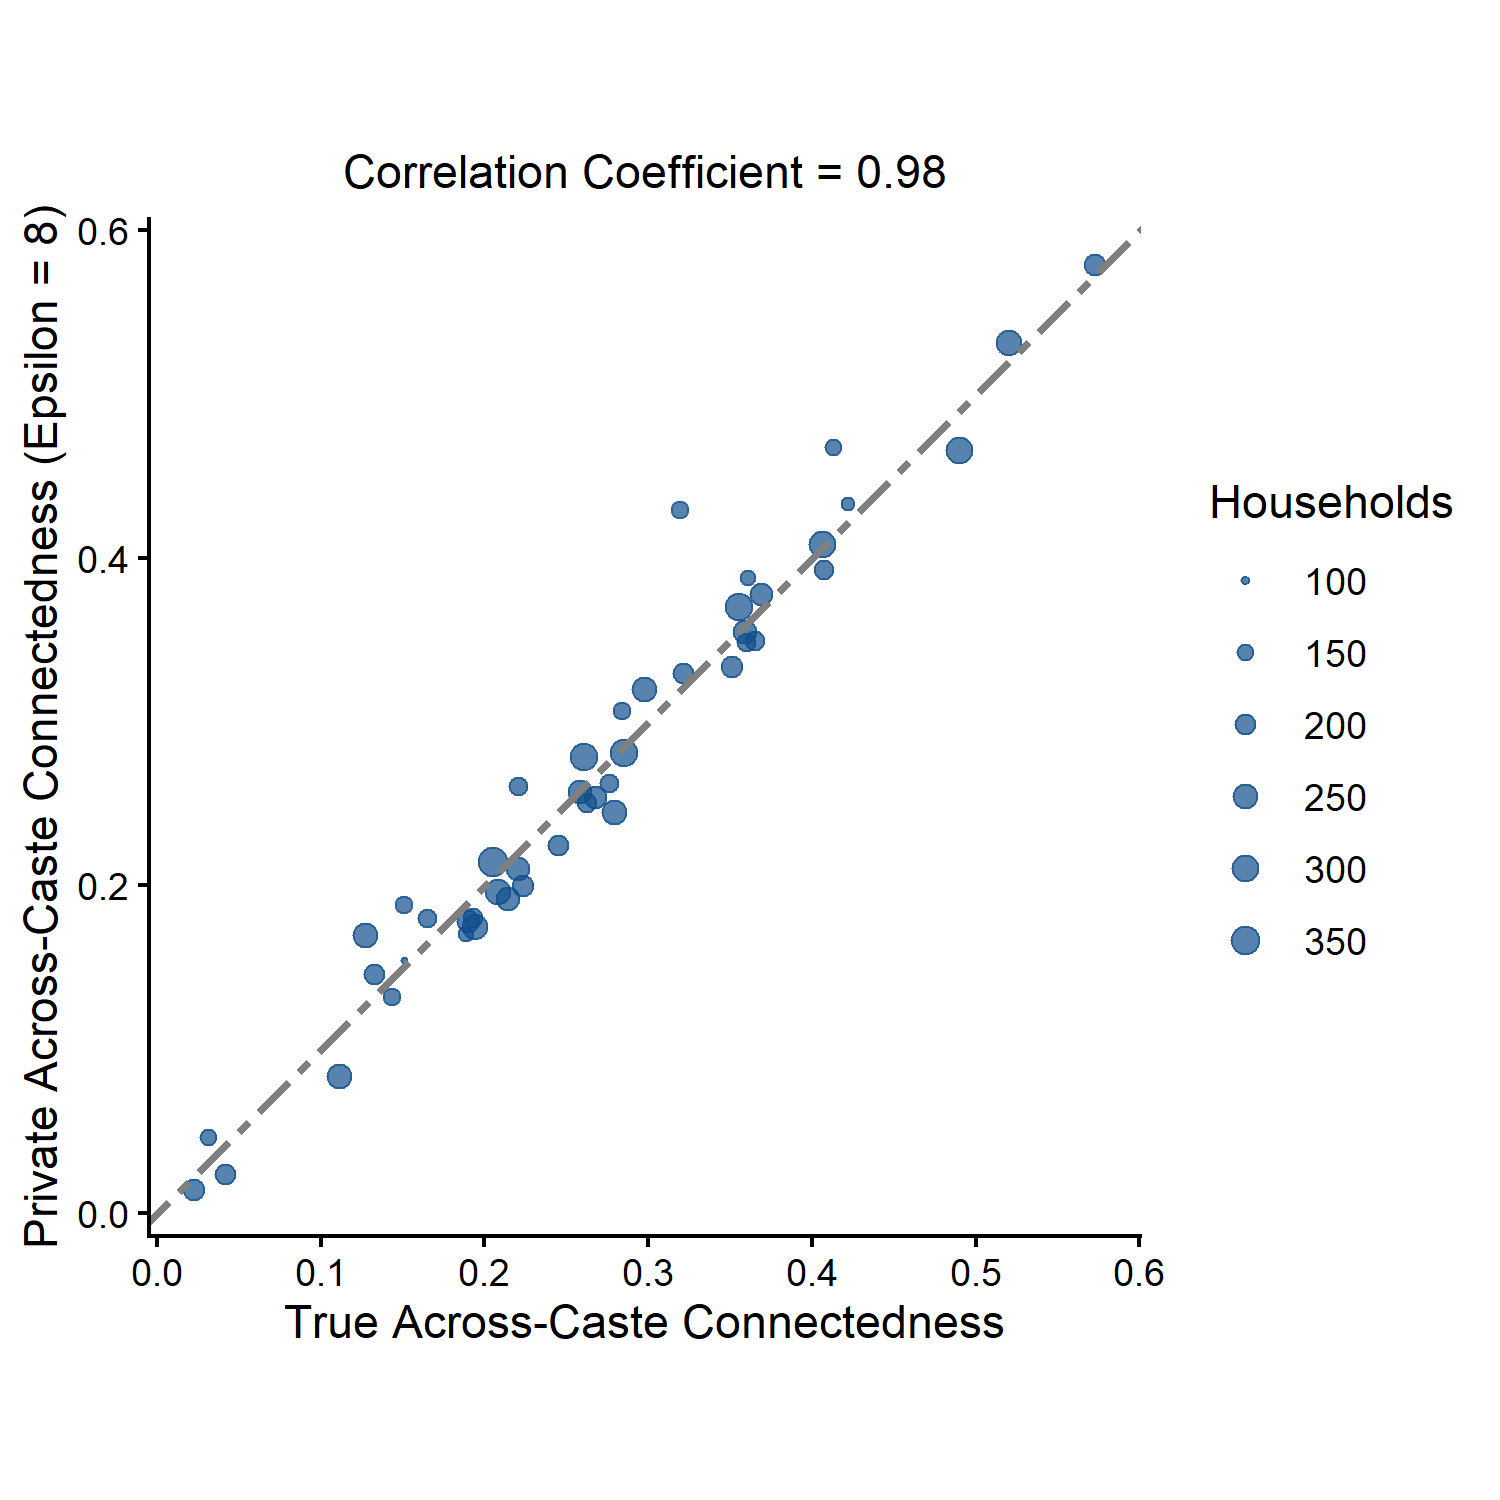 Correlation Coefficient = 0.98
Private Across-Caste Connectedness (Epsilon = 8)
0.6
0.4
0.2
0.0
0.0 0.1 0.2 0.3 0.4 0.5 0.6
True Across-Caste Connectedness
Households
100
150
200
250
300
350